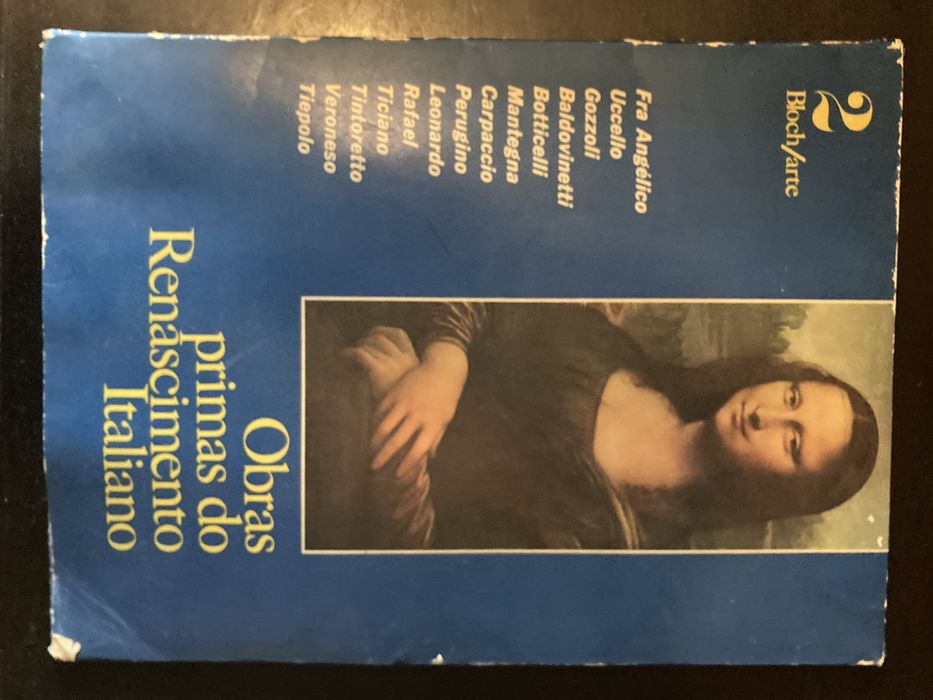 2
Bloch/arte
Fra Angélico
Uccello
Gozzoli
Baldovinetti
Botticelli
Mantegna
Carpaccio
Perugino
Leonardo
Rafael
Ticiano
Tintoretto
Veroneso
Tiepolo
Obras
primas do
Renascimento
Italiano